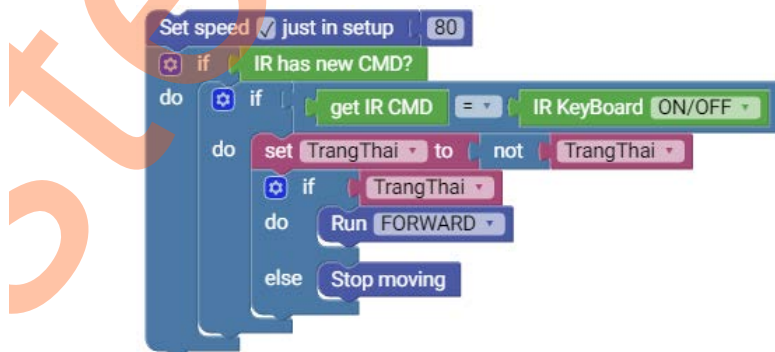 Set speed just in setup 80
if IR has new CMD?
do if get IR CMD = IR KeyBoard ON/OFF
do set TrangThai to not TrangThai
if TrangThai
do Run FORWARD
else Stop moving